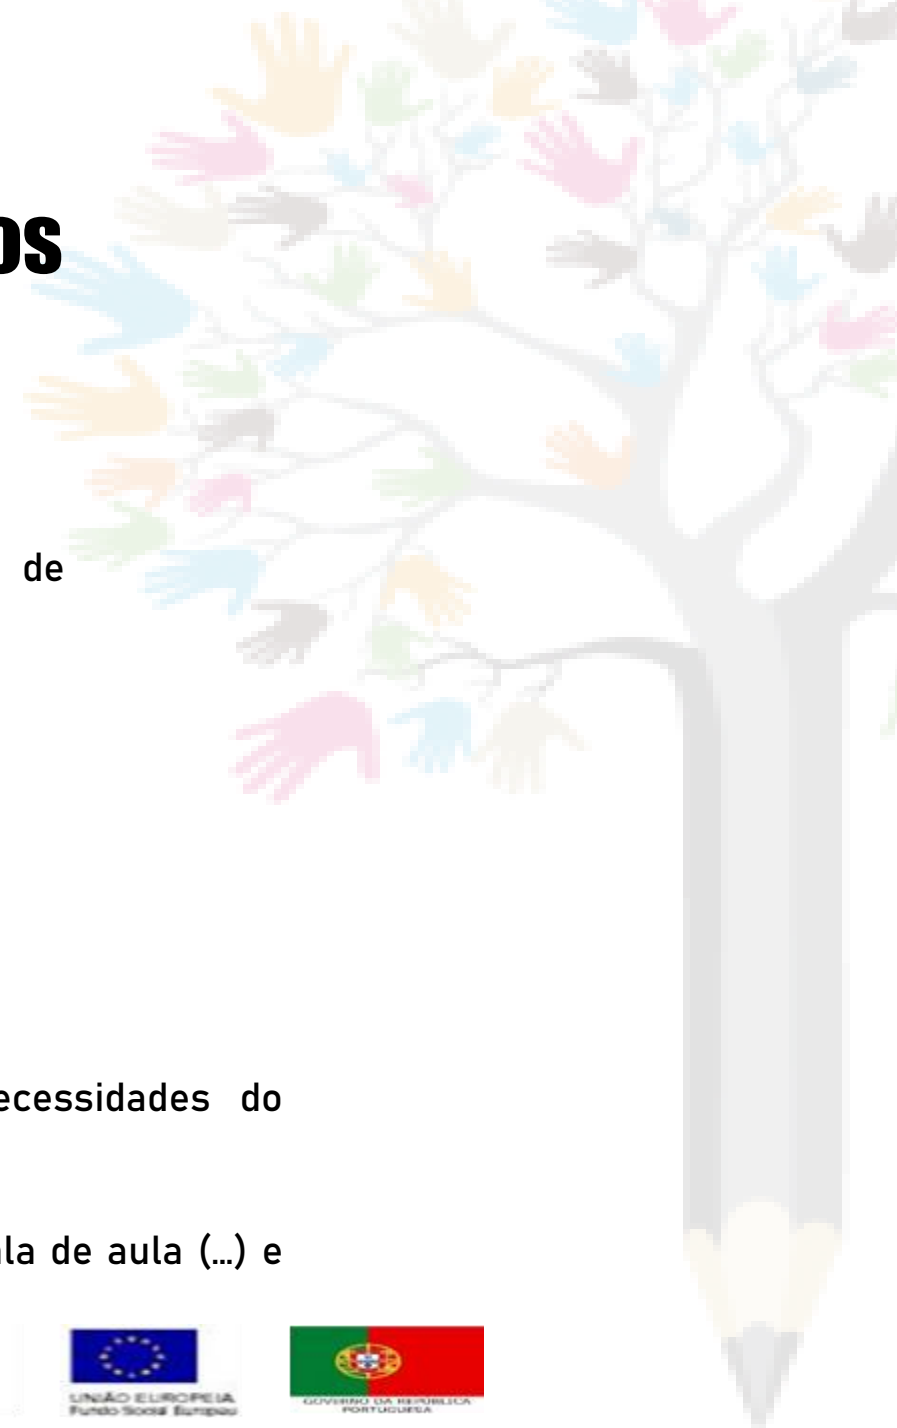 OS
de
ecessidades do
la de aula (...) e
UNIÃO EUROPEIA
Fundo Social Europeu
GOVERNO DA REPÚBLICA
PORTUGUESA